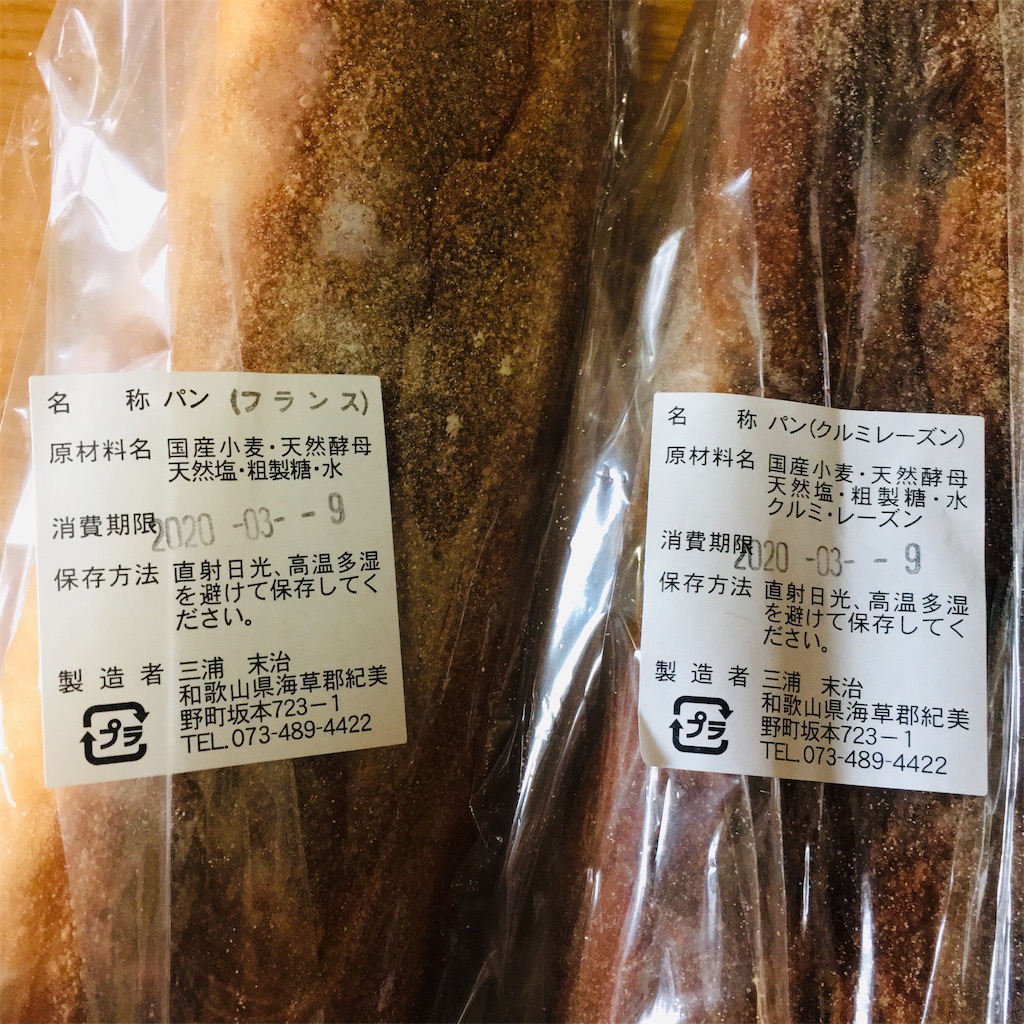 名 称 パン (フランス)
原材料名 国産小麦・天然酵母
天然塩・粗製糖・水
消費期限 2020 -03- - 9
保存方法 直射日光、高温多湿
を避けて保存してく
ださい。
製造者 三浦 末治
和歌山県海草郡紀美
野町坂本723-1
TEL.073-489-4422
プラ
名 称 パン(クルミレーズン)
原材料名 国産小麦・天然酵母
天然塩・粗製糖・水
クルミ・レーズン
消費期限 2020 -03- - 9
保存方法 直射日光、高温多湿
を避けて保存してく
ださい。
製造者 三浦 末治
和歌山県海草郡紀美
野町坂本723-1
TEL.073-489-4422
プラ